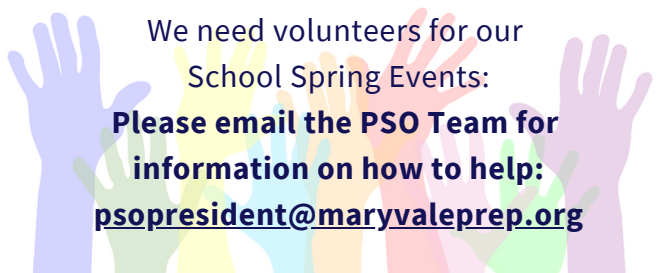 We need volunteers for our
School Spring Events:
Please email the PSO Team for
information on how to help:
psopresident@maryvaleprep.org